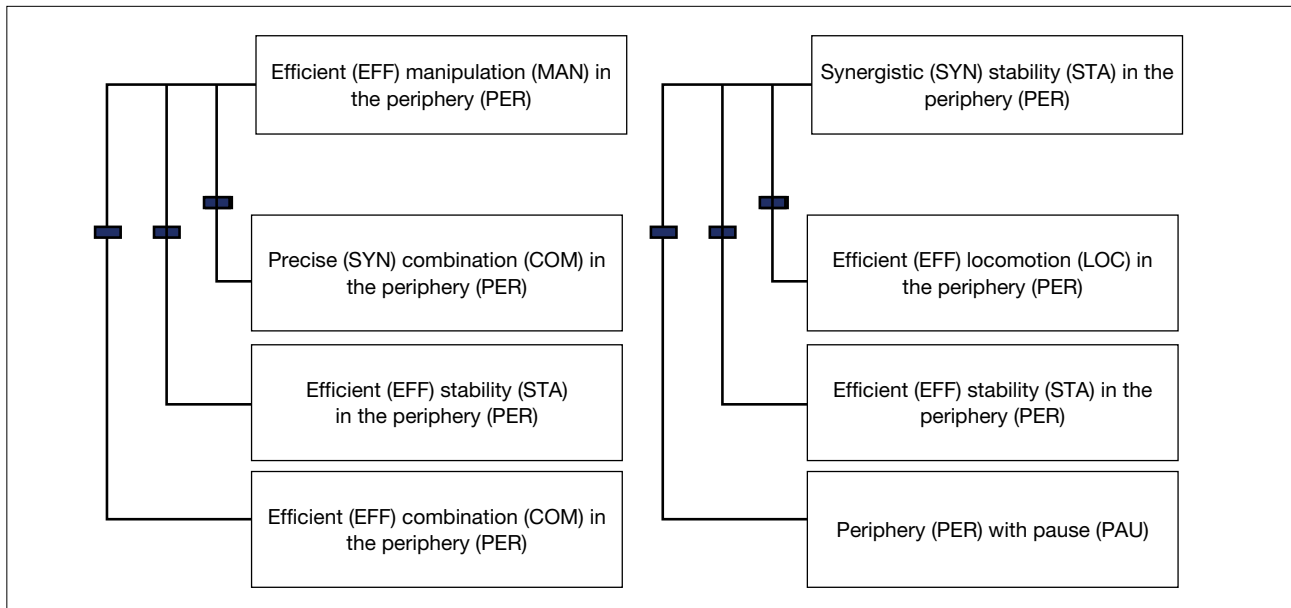 Efficient (EFF) manipulation (MAN) in
the periphery (PER)
Precise (SYN) combination (COM) in
the periphery (PER)
Efficient (EFF) stability (STA)
in the periphery (PER)
Efficient (EFF) combination (COM) in
the periphery (PER)
Synergistic (SYN) stability (STA) in the
periphery (PER)
Efficient (EFF) locomotion (LOC) in
the periphery (PER)
Efficient (EFF) stability (STA) in the
periphery (PER)
Periphery (PER) with pause (PAU)